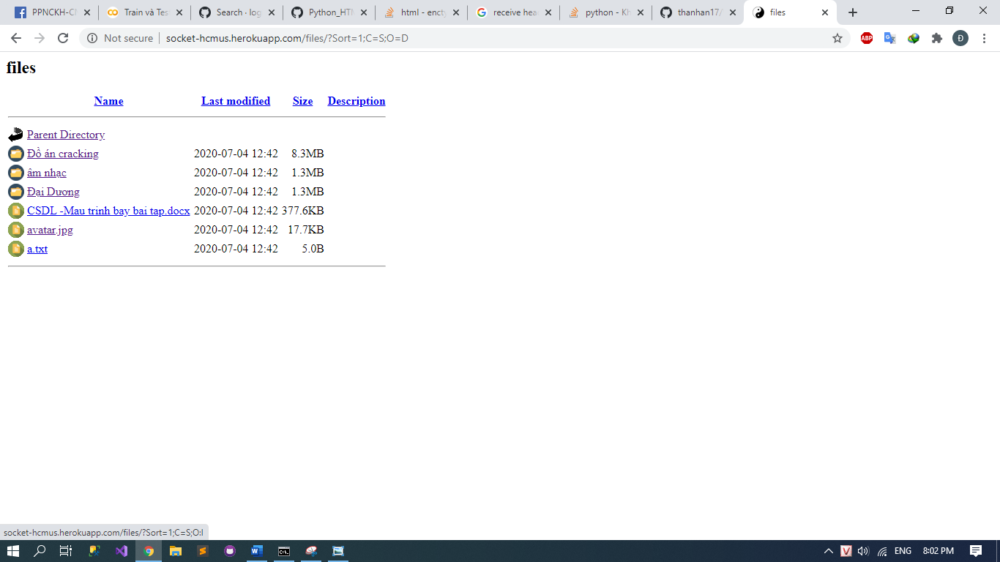 PPNCKH-Cl
Train và Tes
Search · log
Python_HTM
html - encty
receive hea
python - Kh
thanhan17/
files
Not secure
socket-hcmus.herokuapp.com/files/?Sort=1;C=S;O=D
ABP
Đ
files
Name Last modified Size Description
Parent Directory
Đồ án cracking 2020-07-04 12:42 8.3MB
âm nhạc 2020-07-04 12:42 1.3MB
Đại Dương 2020-07-04 12:42 1.3MB
CSDL -Mau trinh bay bai tap.docx 2020-07-04 12:42 377.6KB
avatar.jpg 2020-07-04 12:42 17.7KB
a.txt 2020-07-04 12:42 5.0B
socket-hcmus.herokuapp.com/files/?Sort=1;C=S;O:I
V
ENG
8:02 PM